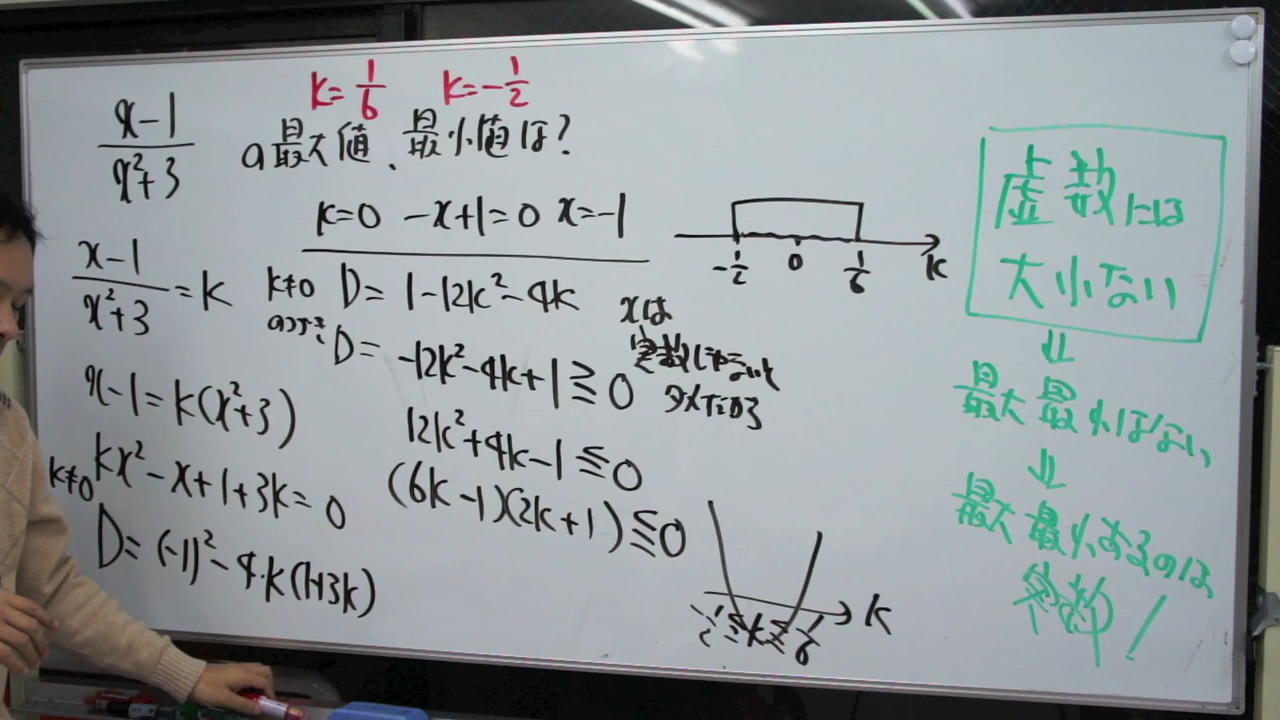 k=1/6 k=-1/2
x-1/x²+3 の最大値、最小値は?
x-1/x²+3=k
x-1=k(x²+3)
k≠0 kx²-x+1+3k=0
D=(-1)²-4·k(1+3k)
k=0 -x+1=0 x=-1
k≠0のとき D=1-12k²-4k
D=-12k²-4k+1≧0
12k²+4k-1≦0
(6k-1)(2k+1)≦0
xは
実数じゃないと
ダメだから
-1/2 0 1/6 k
-1/2≦k≦1/6 k
虚数には
大小ない
⇓
最大最小はない
⇓
最大最小あるのは
実数!